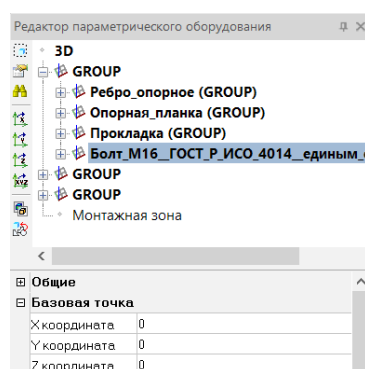 Редактор параметрического оборудования
3D
GROUP
Ребро_опорное (GROUP)
Опорная_планка (GROUP)
Прокладка (GROUP)
Болт_М16__ГОСТ_Р_ИСО_4014__единым_
GROUP
GROUP
Монтажная зона
Общие
Базовая точка
X координата 0
Y координата 0
Z координата 0